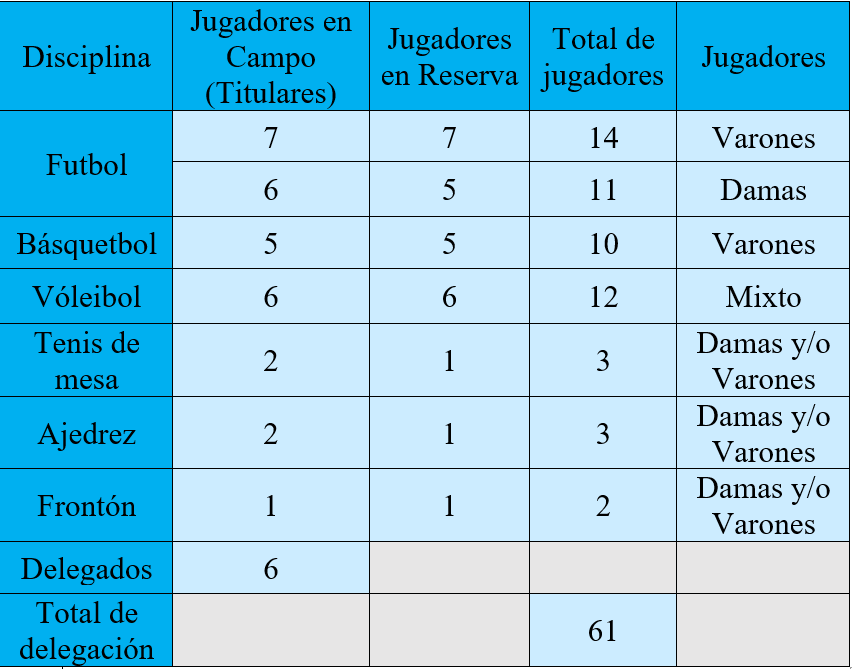 Disciplina
Jugadores en
Campo
(Titulares)
Jugadores
en Reserva
Total de
jugadores
Jugadores
Futbol
7
7
14
Varones
6
5
11
Damas
Básquetbol
5
5
10
Varones
Vóleibol
6
6
12
Mixto
Tenis de
mesa
2
1
3
Damas y/o
Varones
Ajedrez
2
1
3
Damas y/o
Varones
Frontón
1
1
2
Damas y/o
Varones
Delegados
6
Total de
delegación
61